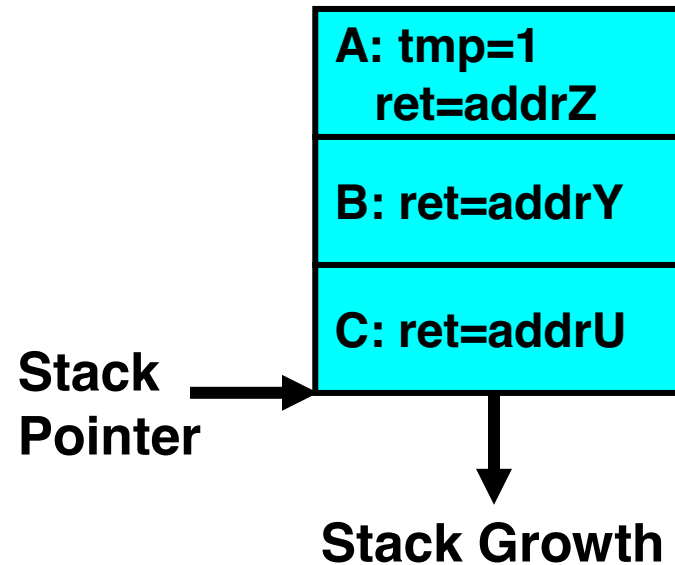 A: tmp=1
ret=addrZ
B: ret=addrY
C: ret=addrU
Stack
Pointer
Stack Growth